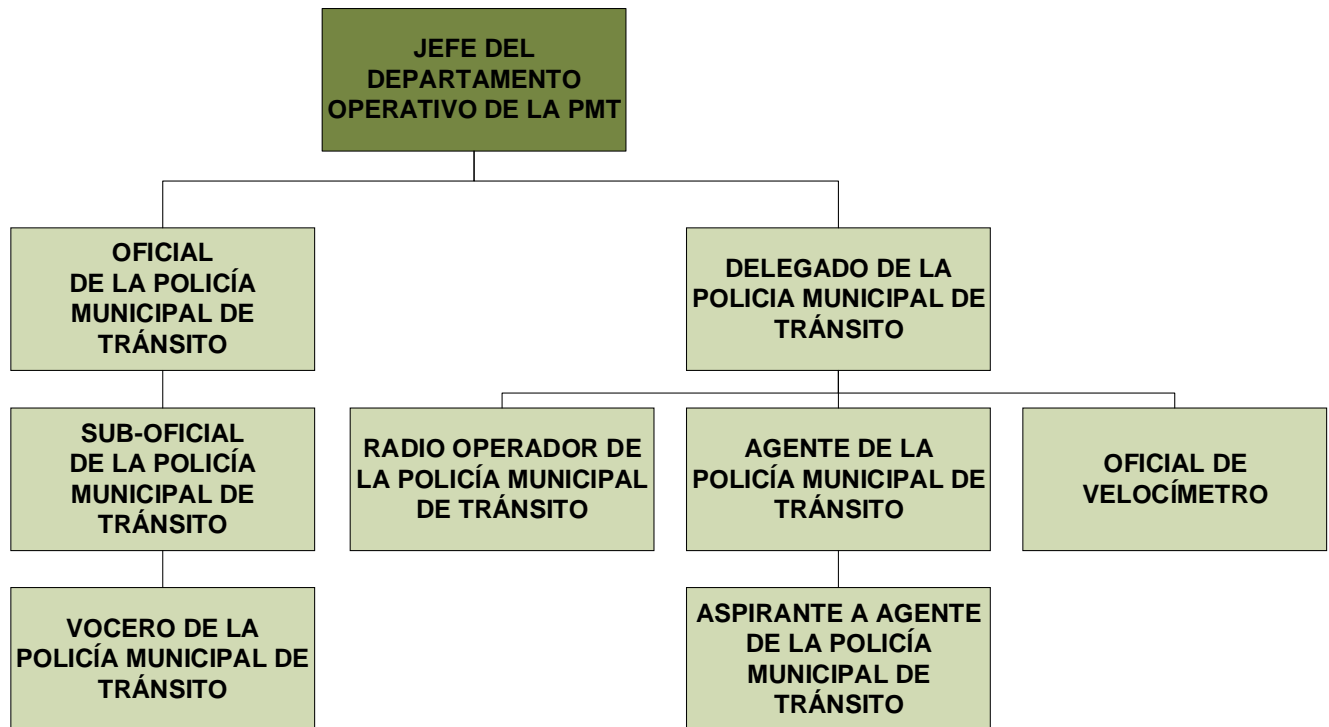 JEFE DEL
DEPARTAMENTO
OPERATIVO DE LA PMT
OFICIAL
DE LA POLICÍA
MUNICIPAL DE
TRÁNSITO
DELEGADO DE LA
POLICIA MUNICIPAL DE
TRÁNSITO
SUB-OFICIAL
DE LA POLICÍA
MUNICIPAL DE
TRÁNSITO
RADIO OPERADOR DE
LA POLICÍA MUNICIPAL
DE TRÁNSITO
AGENTE DE LA
POLICÍA MUNICIPAL DE
TRÁNSITO
OFICIAL DE
VELOCÍMETRO
VOCERO DE LA
POLICÍA MUNICIPAL DE
TRÁNSITO
ASPIRANTE A AGENTE
DE LA POLICÍA
MUNICIPAL DE
TRÁNSITO